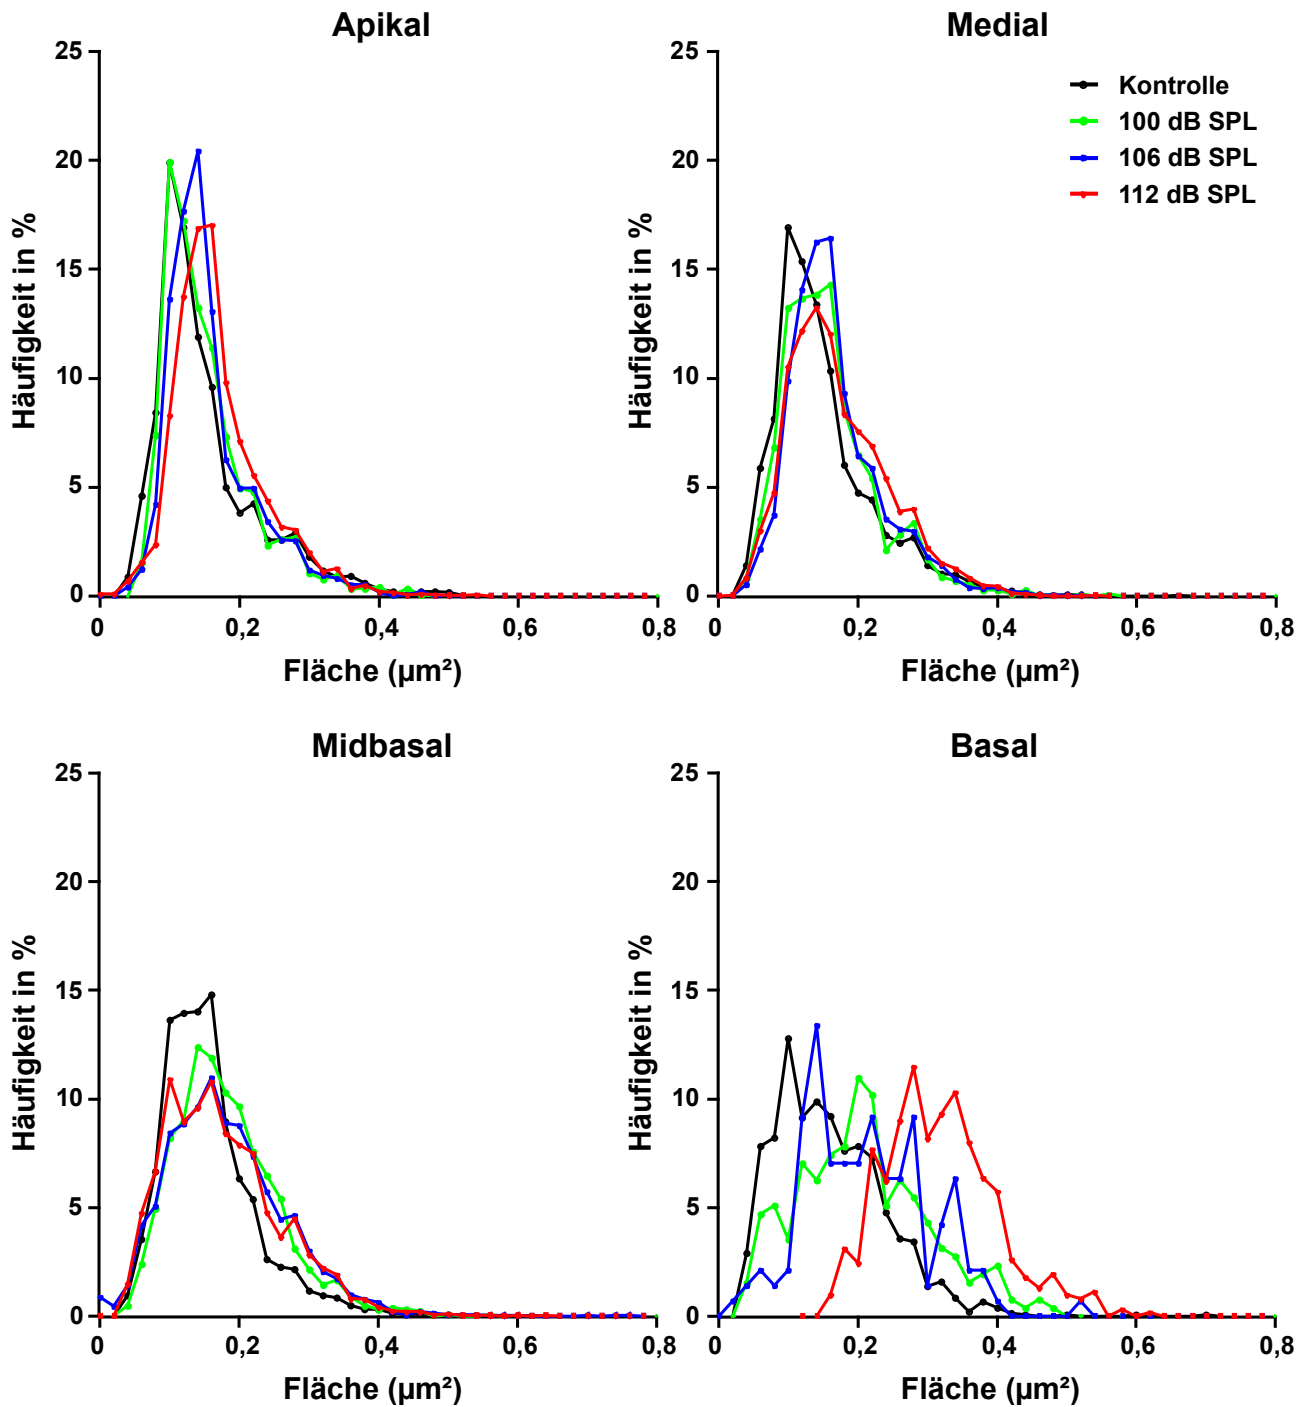 Apikal
25
20
15
10
5
0
0 0,2 0,4 0,6 0,8
Häufigkeit in %
Fläche (µm²)
Medial
25
20
15
10
5
0
0 0,2 0,4 0,6 0,8
Häufigkeit in %
Fläche (µm²)
Kontrolle
100 dB SPL
106 dB SPL
112 dB SPL
Midbasal
25
20
15
10
5
0
0 0,2 0,4 0,6 0,8
Häufigkeit in %
Fläche (µm²)
Basal
25
20
15
10
5
0
0 0,2 0,4 0,6 0,8
Häufigkeit in %
Fläche (µm²)